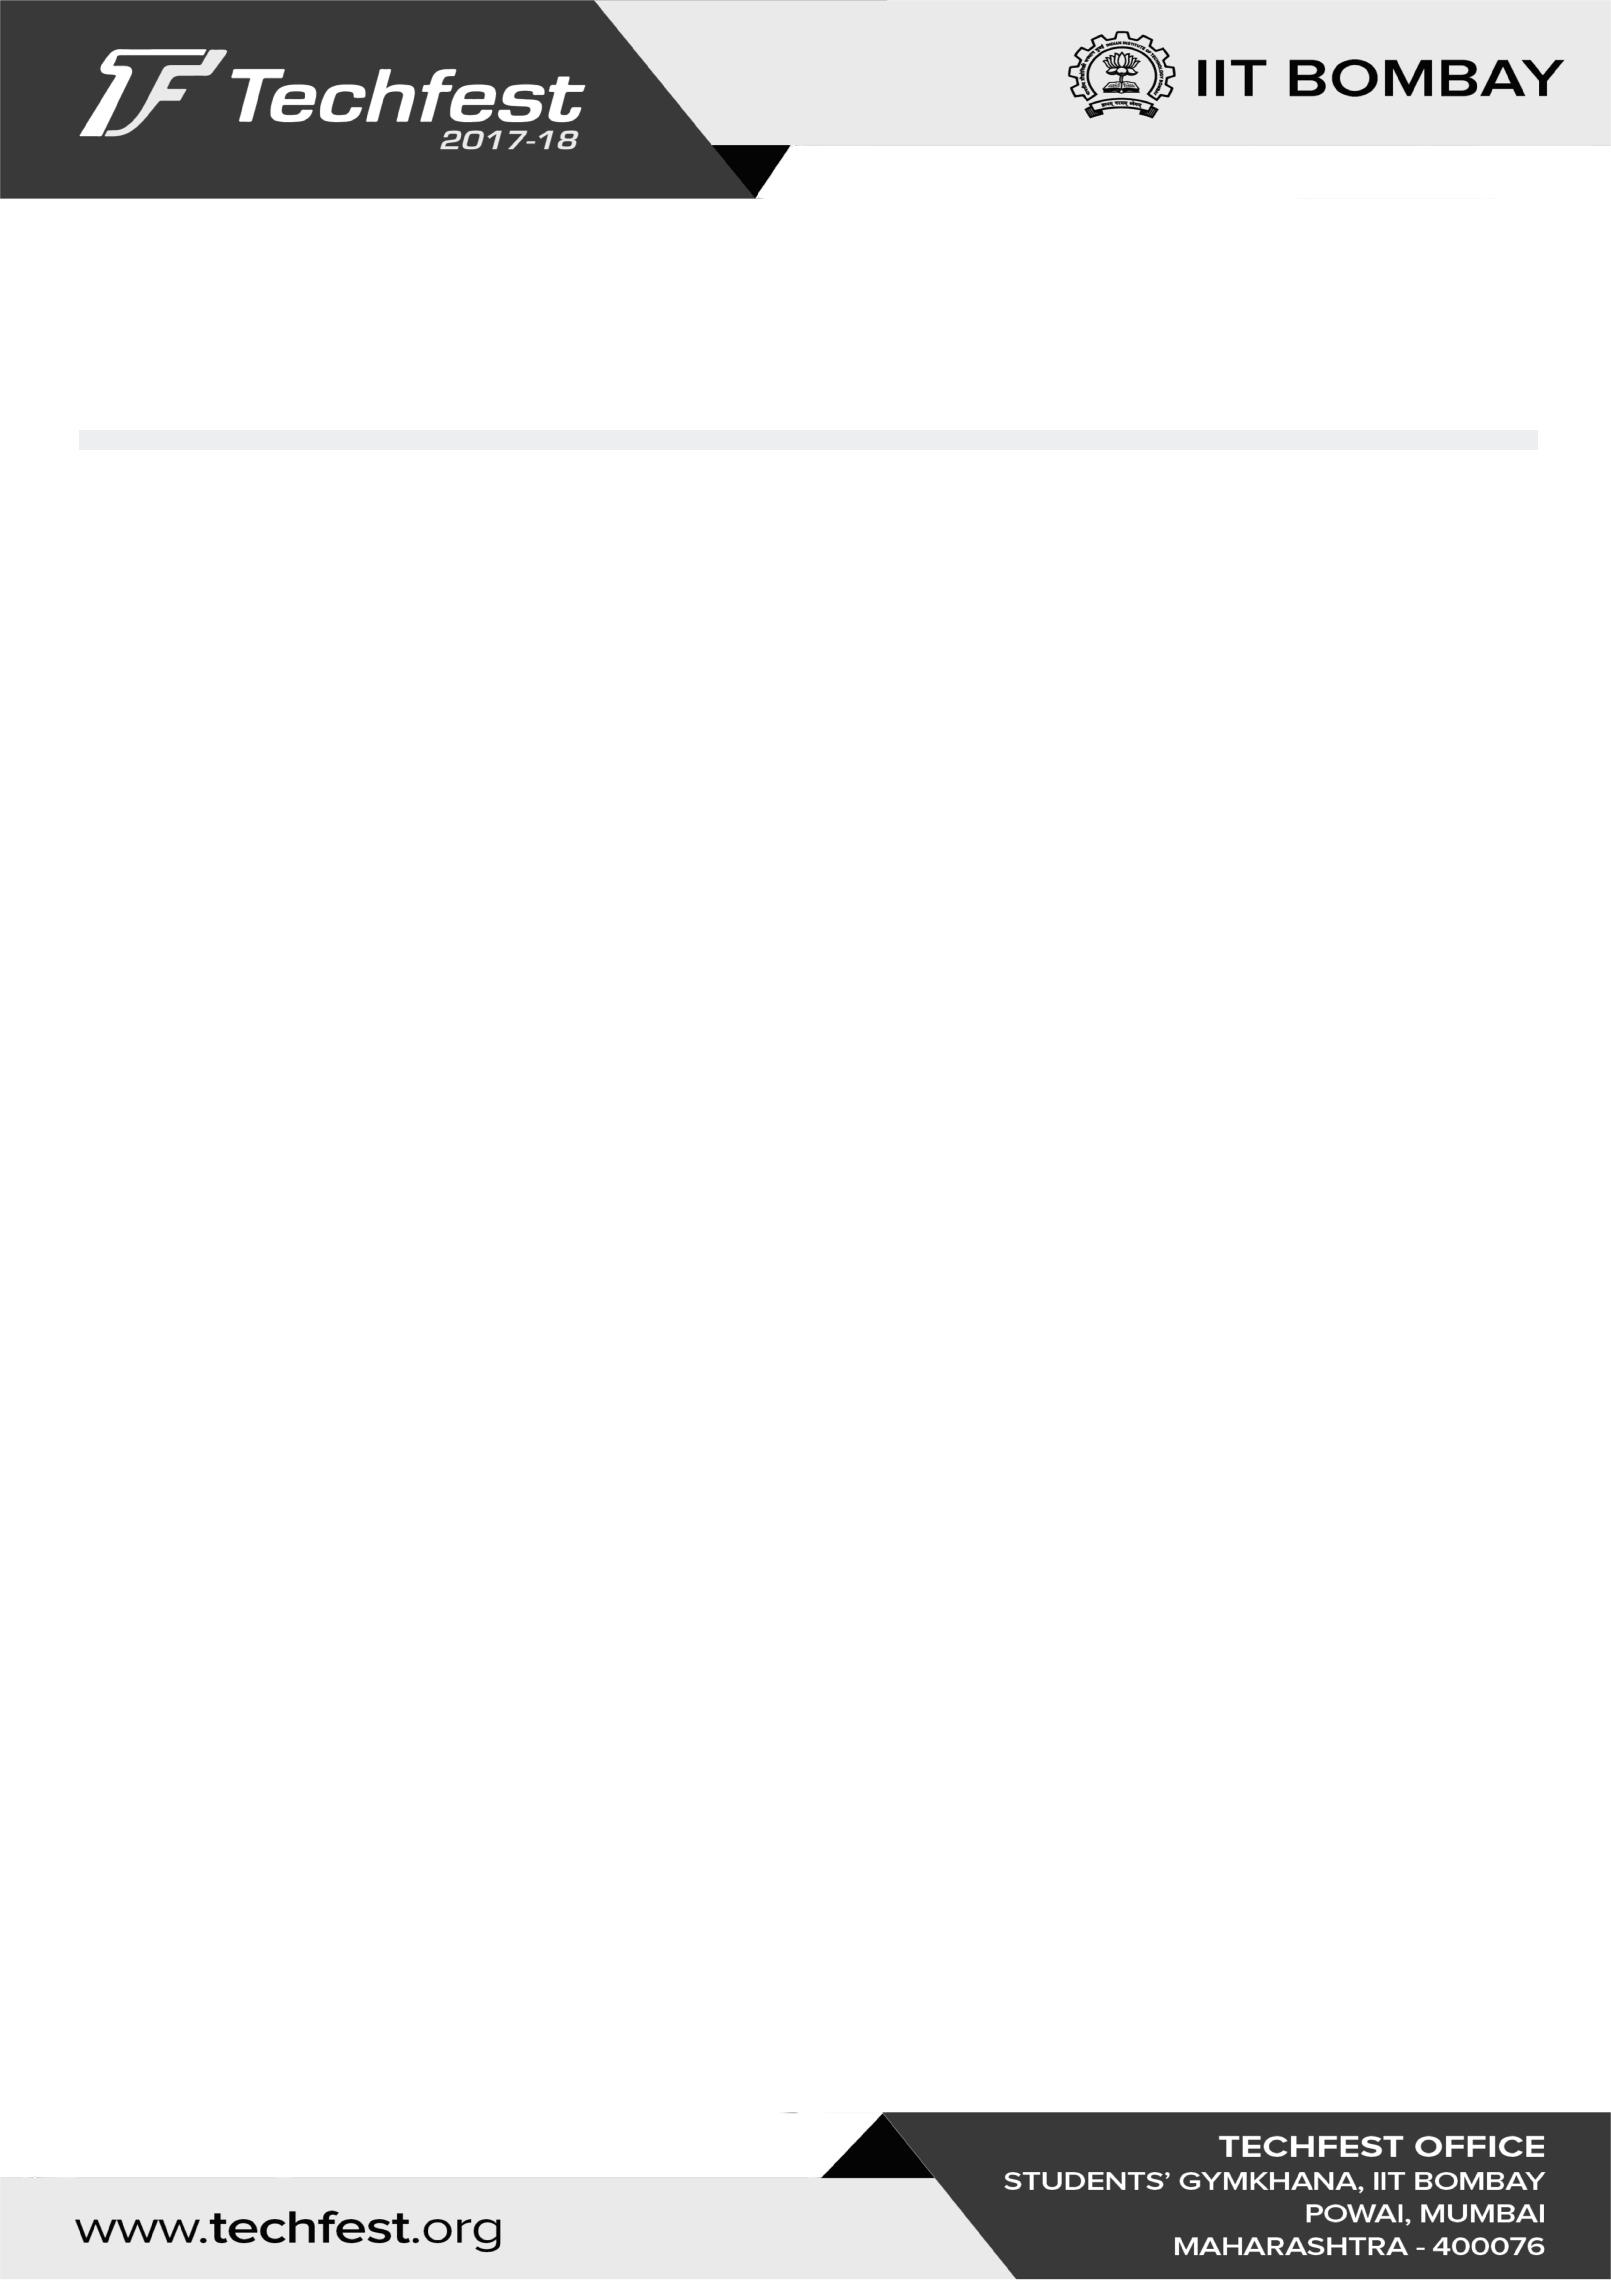 Techfest
2017-18
IIT BOMBAY
www.techfest.org
TECHFEST OFFICE
STUDENTS’ GYMKHANA, IIT BOMBAY
POWAI, MUMBAI
MAHARASHTRA - 400076